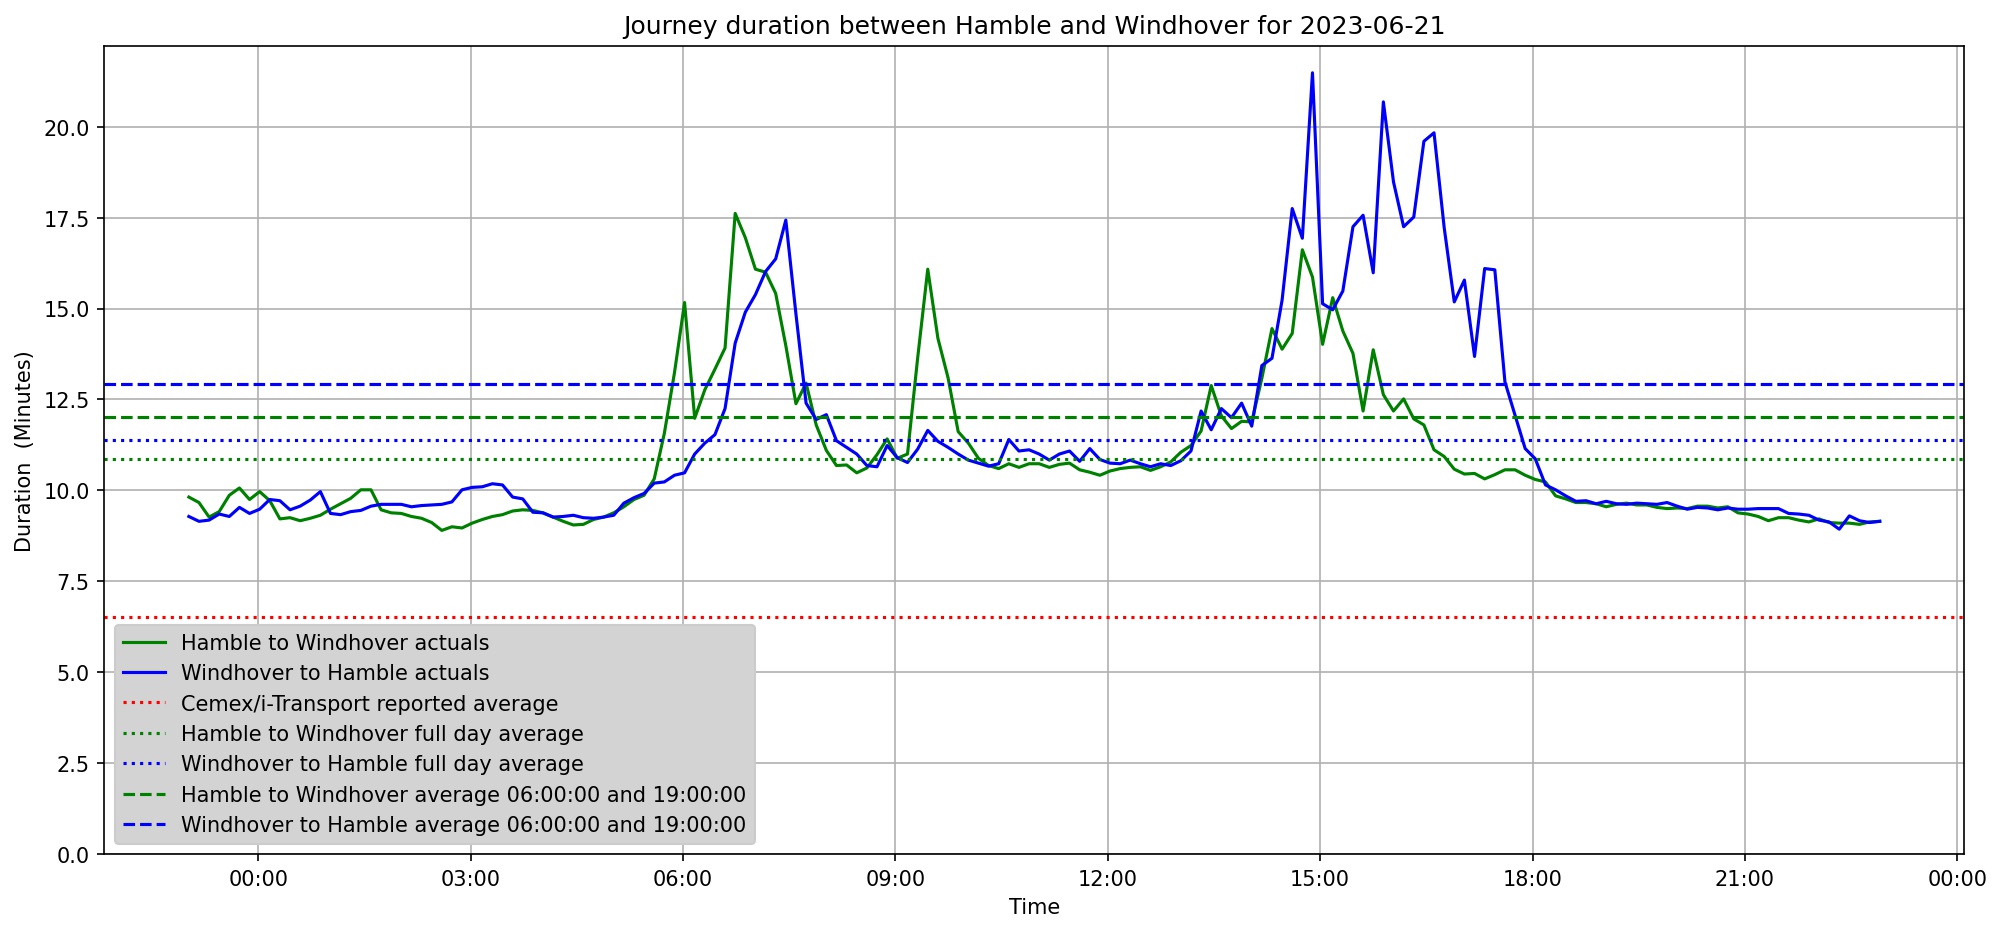 Journey duration between Hamble and Windhover for 2023-06-21
20.0
17.5
15.0
12.5
10.0
7.5
5.0
2.5
0.0
Duration (Minutes)
Hamble to Windhover actuals
Windhover to Hamble actuals
Cemex/i-Transport reported average
Hamble to Windhover full day average
Windhover to Hamble full day average
Hamble to Windhover average 06:00:00 and 19:00:00
Windhover to Hamble average 06:00:00 and 19:00:00
00:00 03:00 06:00 09:00 12:00 15:00 18:00 21:00 00:00
Time